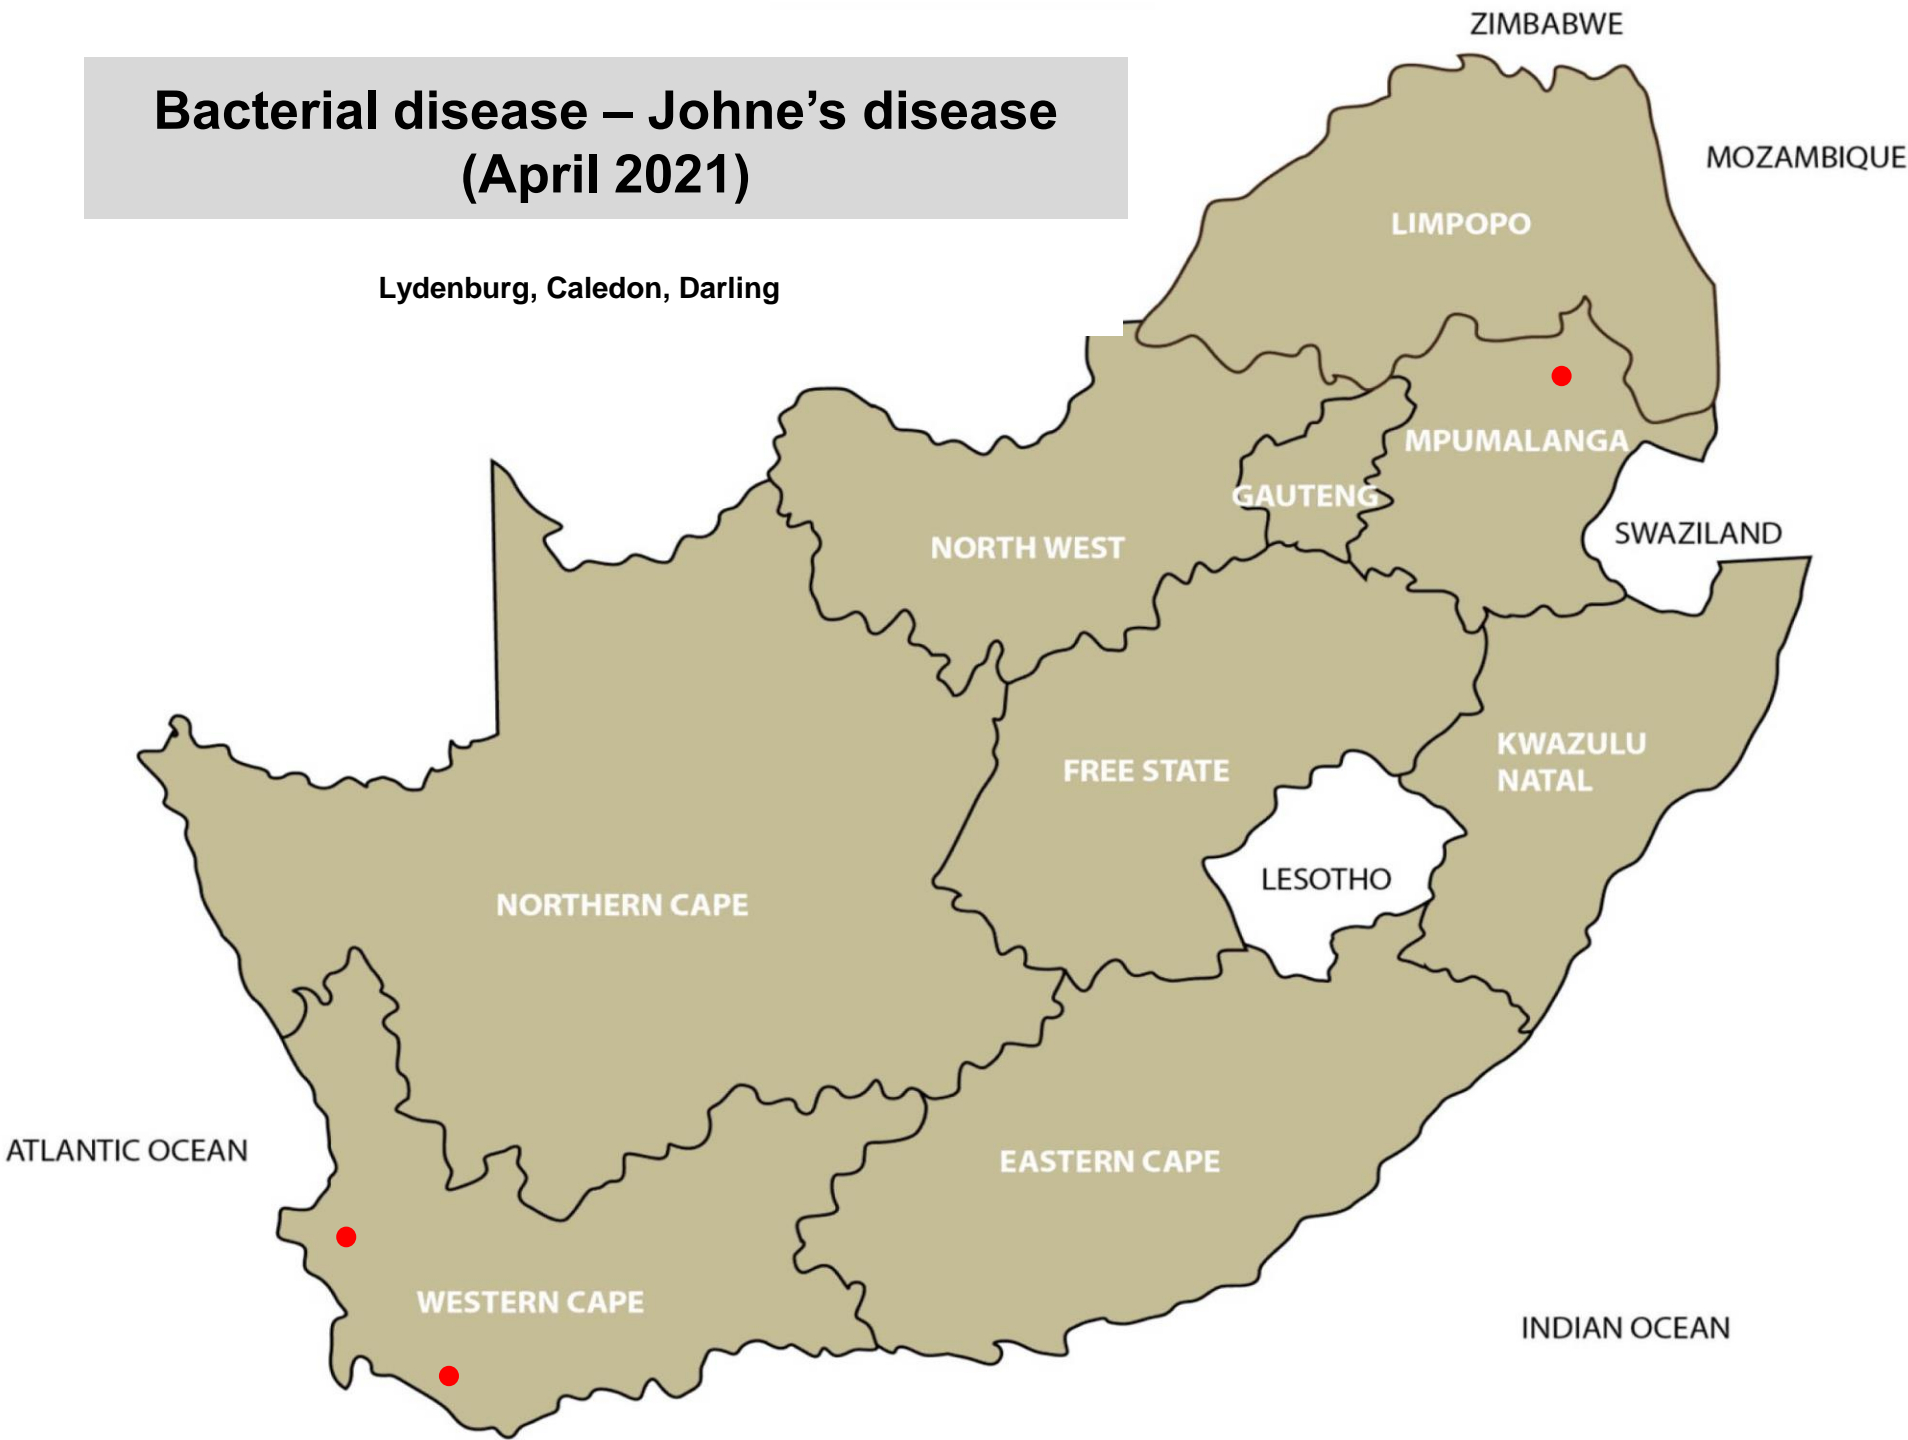 ZIMBABWE
Bacterial disease – Johne’s disease
(April 2021)
MOZAMBIQUE
LIMPOPO
Lydenburg, Caledon, Darling
MPUMALANGA
GAUTENG
SWAZILAND
NORTH WEST
KWAZULU
NATAL
FREE STATE
LESOTHO
NORTHERN CAPE
ATLANTIC OCEAN
EASTERN CAPE
WESTERN CAPE
INDIAN OCEAN